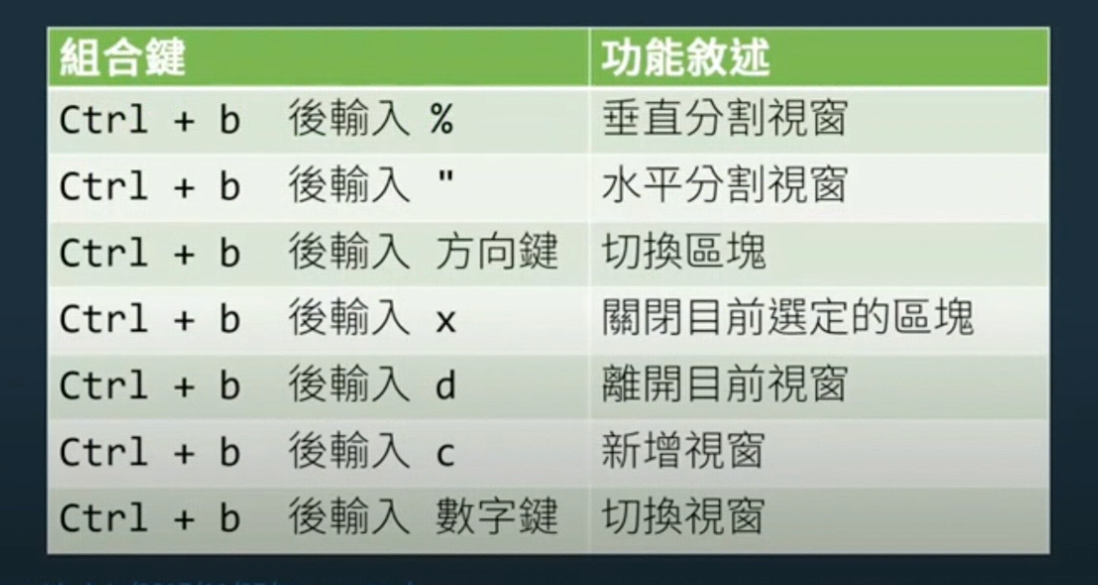 組合鍵 功能敘述
Ctrl + b 後輸入 % 垂直分割視窗
Ctrl + b 後輸入 " 水平分割視窗
Ctrl + b 後輸入 方向鍵 切換區塊
Ctrl + b 後輸入 x 關閉目前選定的區塊
Ctrl + b 後輸入 d 離開目前視窗
Ctrl + b 後輸入 c 新增視窗
Ctrl + b 後輸入 數字鍵 切換視窗